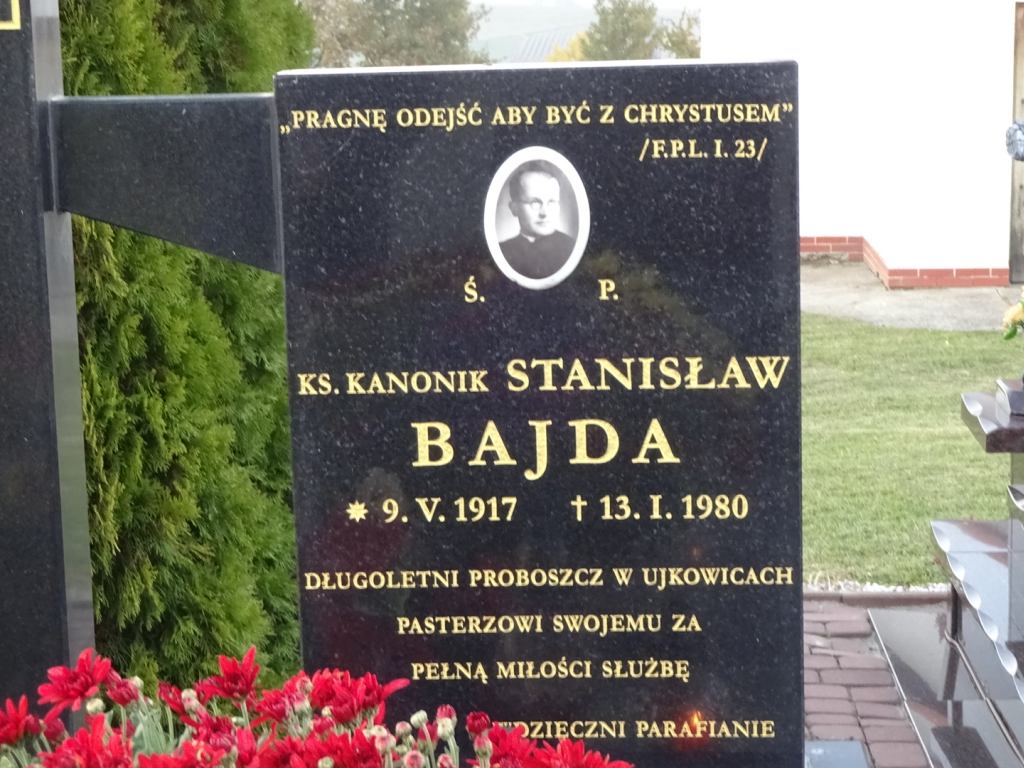 „PRAGNĘ ODEJŚĆ ABY BYĆ Z CHRYSTUSEM”
/F.P.L. I. 23/
Ś. P.
KS. KANONIK STANISŁAW
BAJDA
✷ 9. V. 1917 † 13. I. 1980
DŁUGOLETNI PROBOSZCZ W UJKOWICACH
PASTERZOWI SWOJEMU ZA
PEŁNĄ MIŁOŚCI SŁUŻBĘ
PARAFIANIE